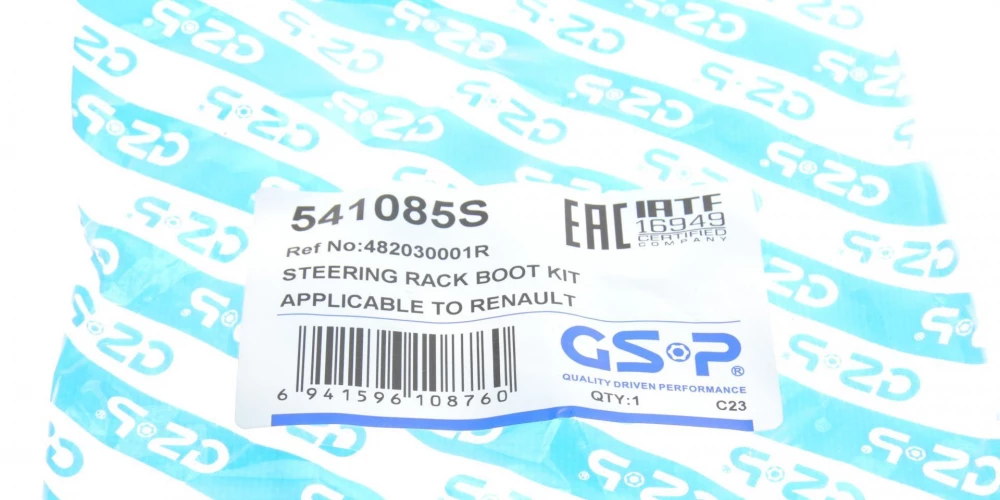 541085S
EAC
IATF
16949
CERTIFIED
COMPANY
Ref No:482030001R
STEERING RACK BOOT KIT
APPLICABLE TO RENAULT
6 941596 108760
GS·P®
QUALITY DRIVEN PERFORMANCE
QTY:1
C23